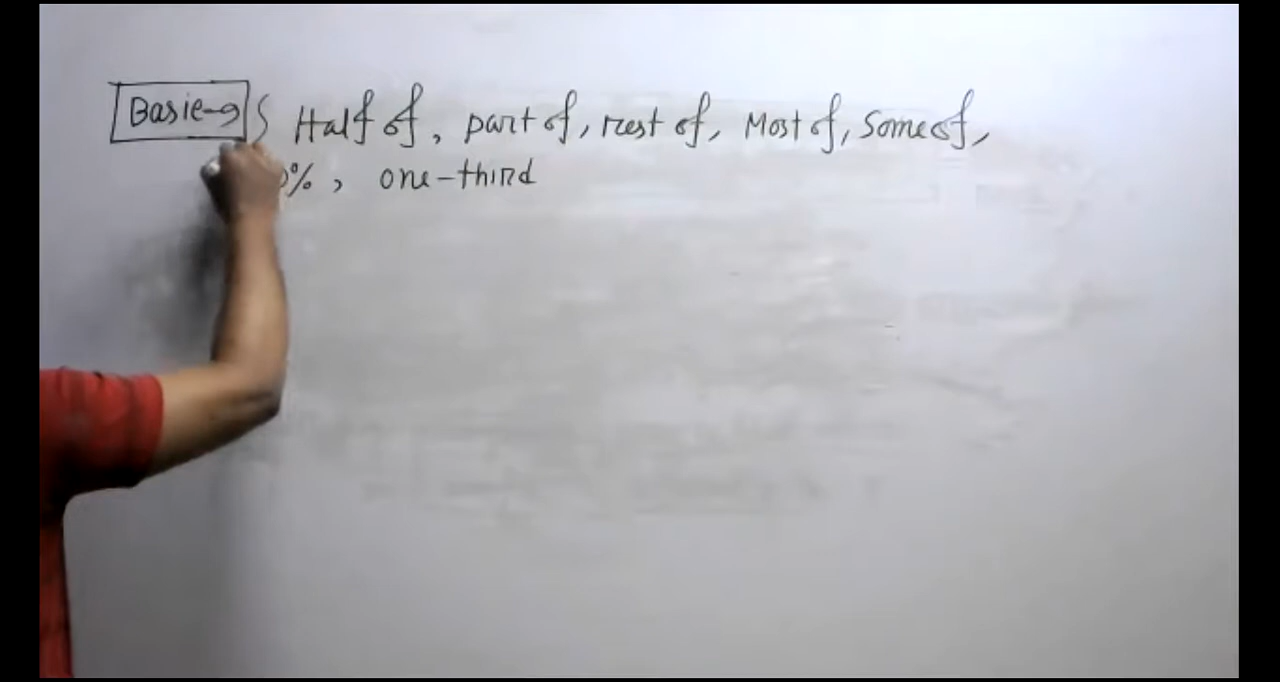 Basic-9 Half of, part of, rest of, Most of, Some of,
%, one-third